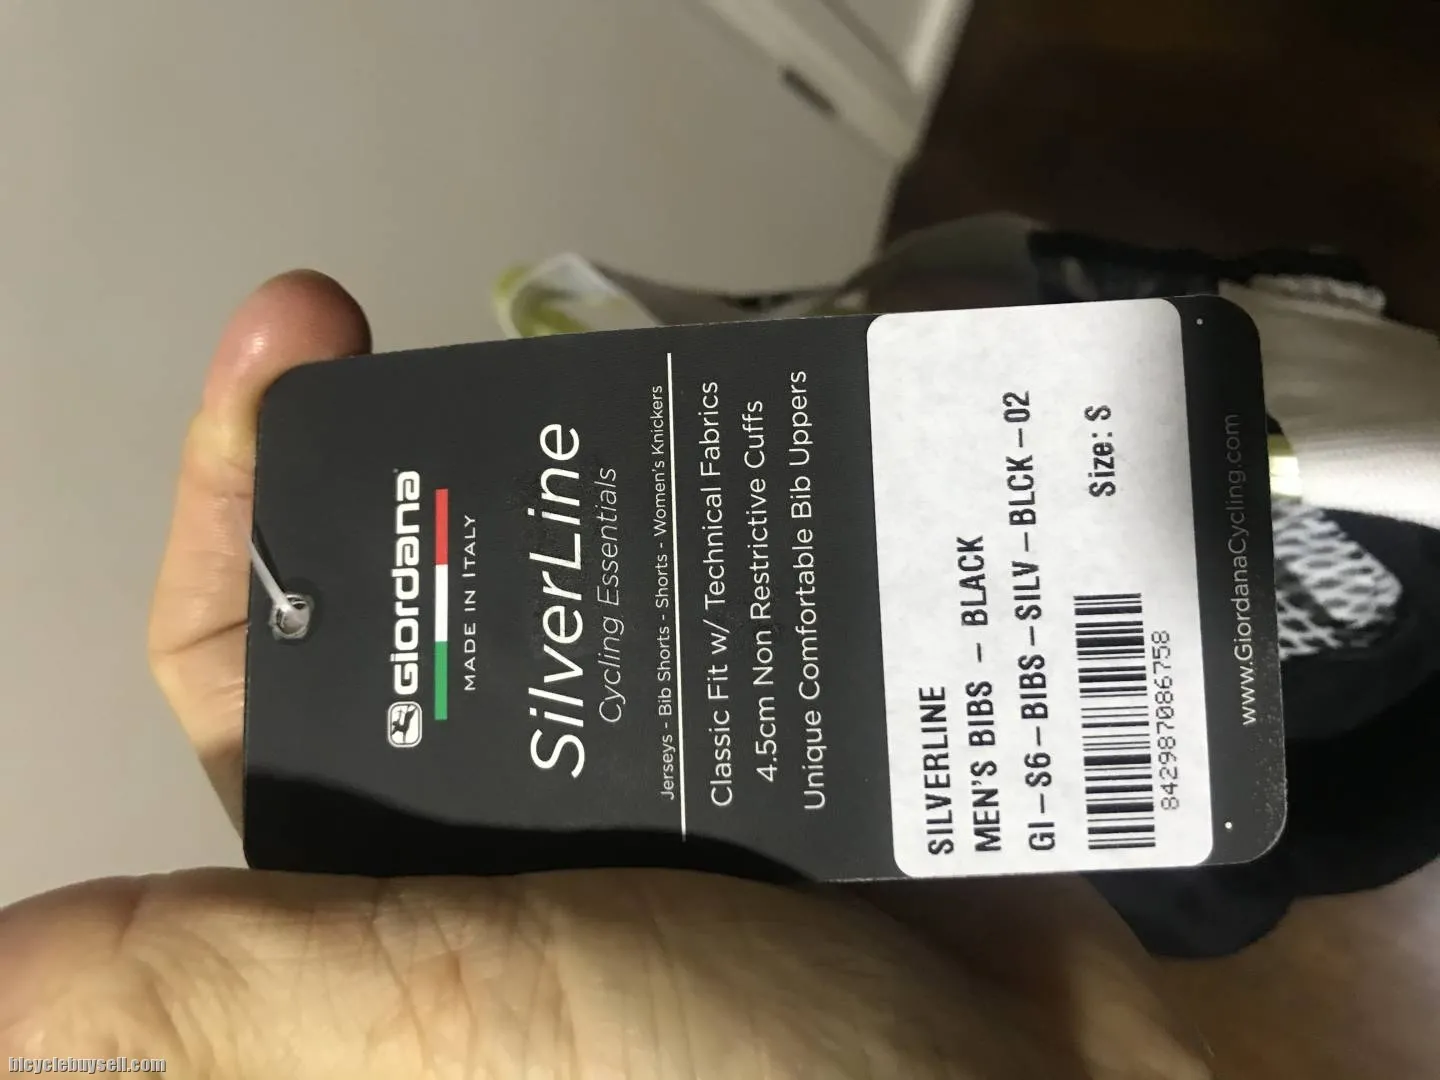 Giordana
MADE IN ITALY
SilverLine
Cycling Essentials
Jerseys - Bib Shorts - Shorts - Women's Knickers
Classic Fit w/ Technical Fabrics
4.5cm Non Restrictive Cuffs
Unique Comfortable Bib Uppers
SILVERLINE
MEN'S BIBS – BLACK
GI–S6–BIBS–SILV–BLCK–02
Size: S
842987086758
www.GiordanaCycling.com
bicyclebuysell.com